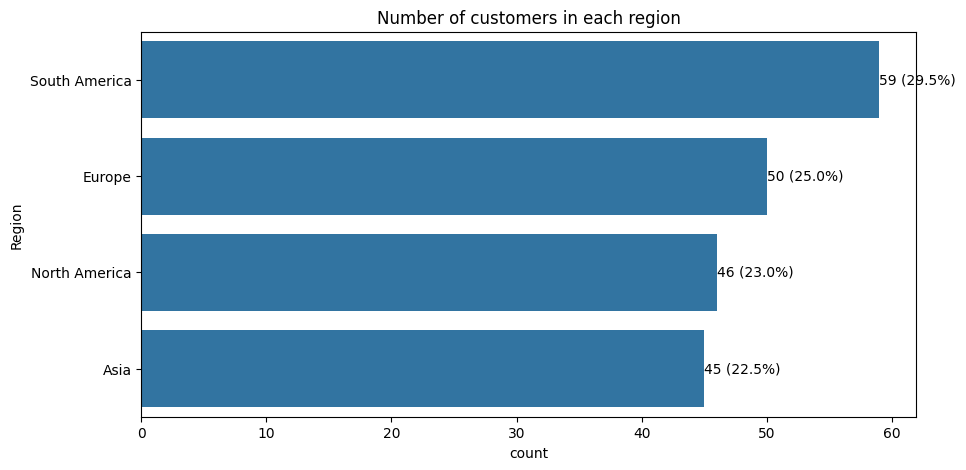 Number of customers in each region
South America
59 (29.5%)
Europe
50 (25.0%)
North America
46 (23.0%)
Asia
45 (22.5%)
Region
0 10 20 30 40 50 60
count